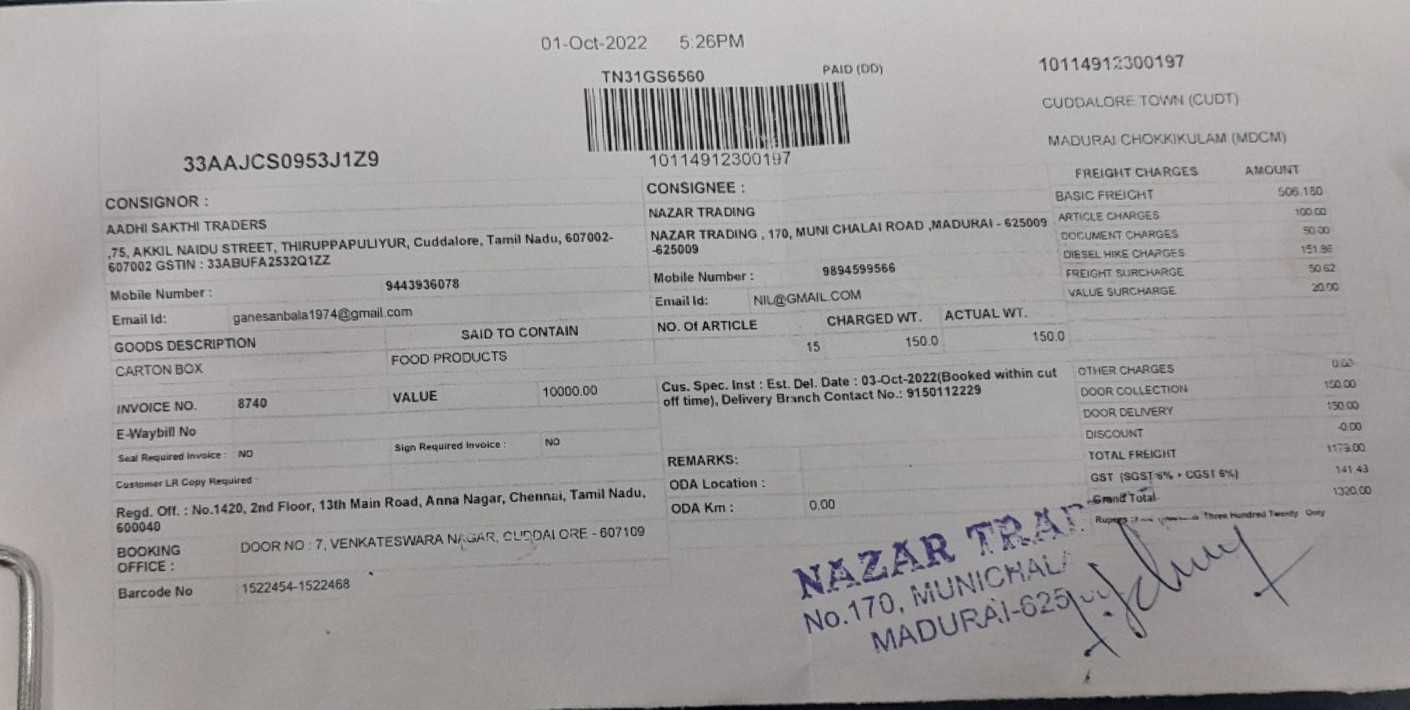 01-Oct-2022 5:26PM
TN31GS6560
PAID (DD)
10114912300197
CUDDALORE TOWN (CUDT)
MADURAI CHOKKIKULAM (MDCM)
33AAJCS0953J1Z9
10114912300197
CONSIGNOR :
AADHI SAKTHI TRADERS
,75, AKKIL NAIDU STREET, THIRUPPAPULIYUR, Cuddalore, Tamil Nadu, 607002-
607002 GSTIN : 33ABUFA2532Q1ZZ
Mobile Number : 9443936078
Email Id: ganesanbala1974@gmail.com
GOODS DESCRIPTION SAID TO CONTAIN
CARTON BOX FOOD PRODUCTS
INVOICE NO. 8740 VALUE 10000.00
E-Waybill No
Seal Required Invoice : NO Sign Required Invoice : NO
Customer LR Copy Required :
Regd. Off. : No.1420, 2nd Floor, 13th Main Road, Anna Nagar, Chennai, Tamil Nadu,
600040
BOOKING
OFFICE :
DOOR NO : 7, VENKATESWARA NAGAR, CUDDALORE - 607109
Barcode No 1522454-1522468
CONSIGNEE :
NAZAR TRADING
NAZAR TRADING , 170, MUNI CHALAI ROAD ,MADURAI - 625009
-625009
Mobile Number : 9894599566
Email Id: NIL@GMAIL.COM
NO. Of ARTICLE CHARGED WT. ACTUAL WT.
15 150.0 150.0
Cus. Spec. Inst : Est. Del. Date : 03-Oct-2022(Booked within cut
off time), Delivery Branch Contact No.: 9150112229
REMARKS:
ODA Location :
ODA Km : 0.00
FREIGHT CHARGES AMOUNT
BASIC FREIGHT 506.180
ARTICLE CHARGES 100.00
DOCUMENT CHARGES 50.00
DIESEL HIKE CHARGES 151.86
FREIGHT SURCHARGE 50.62
VALUE SURCHARGE 20.00
OTHER CHARGES 0.00
DOOR COLLECTION 150.00
DOOR DELIVERY 150.00
DISCOUNT -0.00
TOTAL FREIGHT 1179.00
GST (SGST 6% + CGST 6%) 141.43
Grand Total 1320.00
Rupees Three Hundred Twenty Only
NAZAR TRAD
No.170, MUNICHAL
MADURAI-625